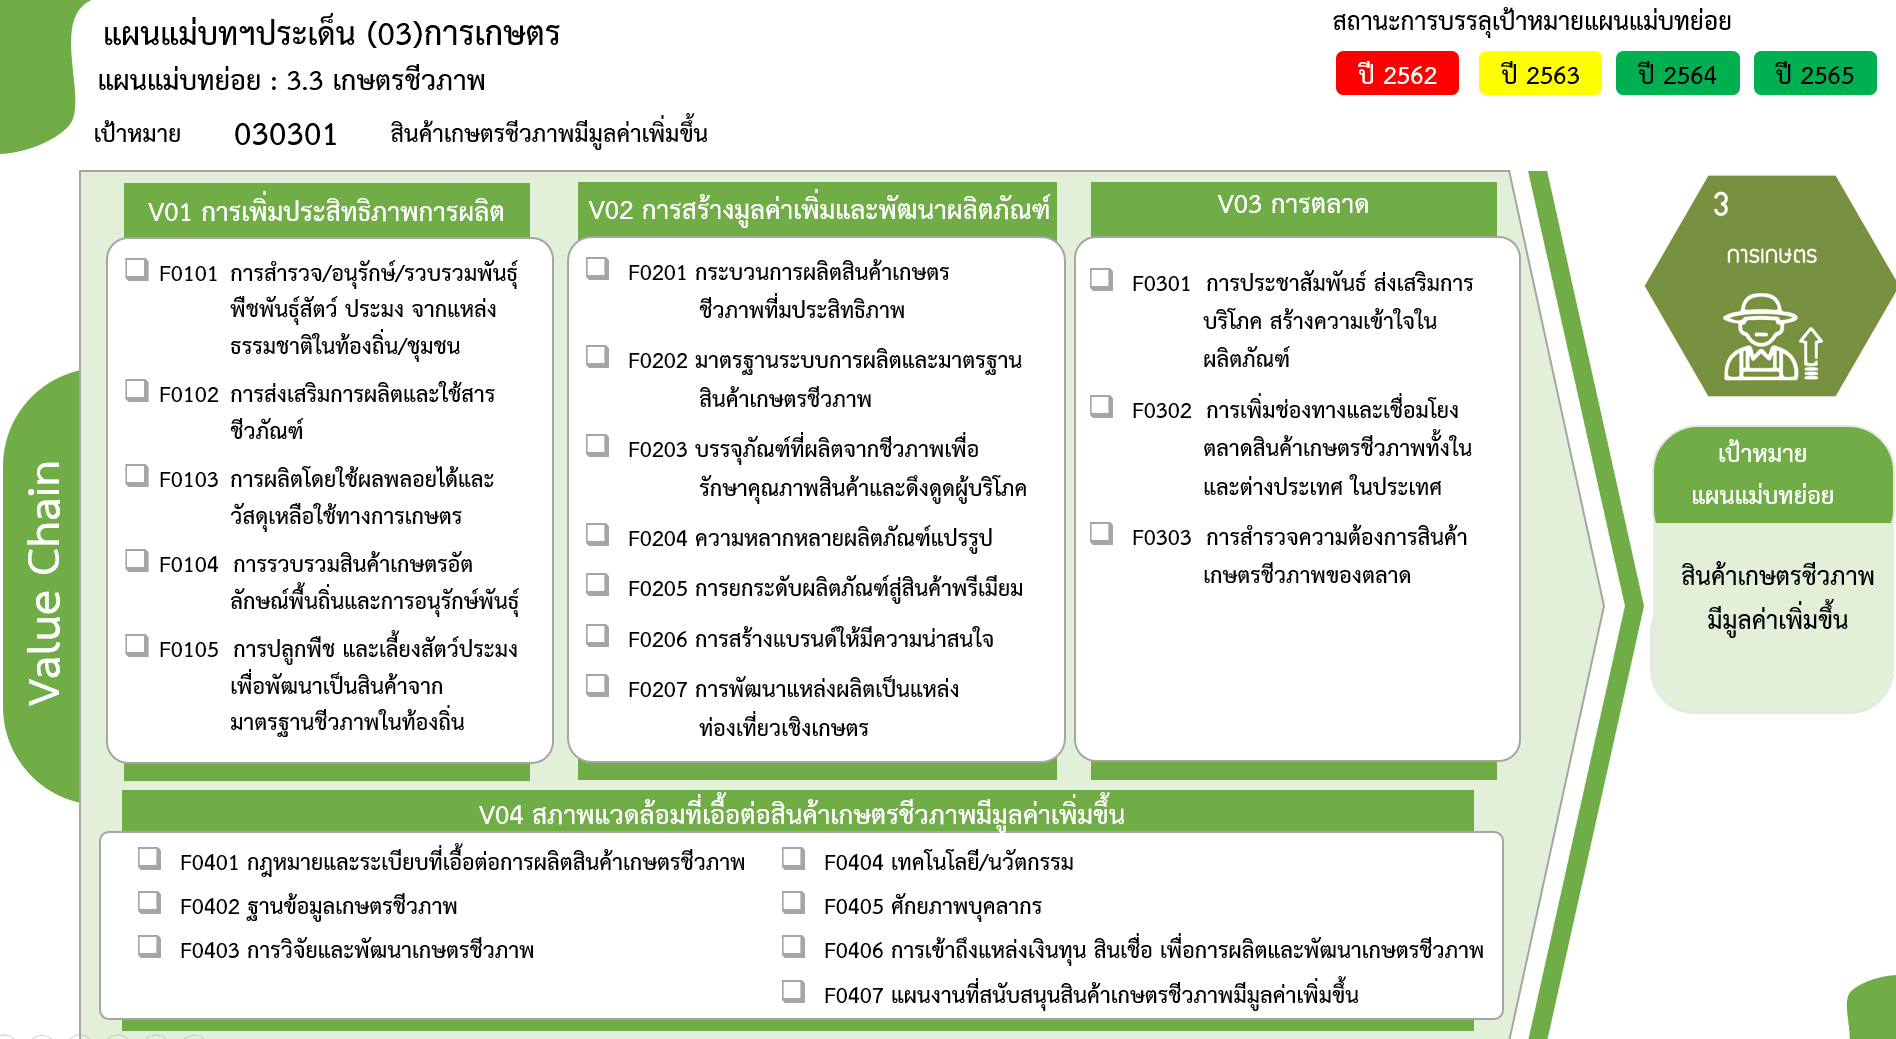 แผนแม่บทฯประเด็น (03)การเกษตร
แผนแม่บทย่อย : 3.3 เกษตรชีวภาพ
เป้าหมาย 030301 สินค้าเกษตรชีวภาพมีมูลค่าเพิ่มขึ้น
สถานะการบรรลุเป้าหมายแผนแม่บทย่อย
ปี 2562 ปี 2563 ปี 2564 ปี 2565
Value Chain
V01 การเพิ่มประสิทธิภาพการผลิต
F0101 การสำรวจ/อนุรักษ์/รวบรวมพันธุ์
พืชพันธุ์สัตว์ ประมง จากแหล่ง
ธรรมชาติในท้องถิ่น/ชุมชน
F0102 การส่งเสริมการผลิตและใช้สาร
ชีวภัณฑ์
F0103 การผลิตโดยใช้ผลพลอยได้และ
วัสดุเหลือใช้ทางการเกษตร
F0104 การรวบรวมสินค้าเกษตรอัต
ลักษณ์พื้นถิ่นและการอนุรักษ์พันธุ์
F0105 การปลูกพืช และเลี้ยงสัตว์ประมง
เพื่อพัฒนาเป็นสินค้าจาก
มาตรฐานชีวภาพในท้องถิ่น
V02 การสร้างมูลค่าเพิ่มและพัฒนาผลิตภัณฑ์
F0201 กระบวนการผลิตสินค้าเกษตร
ชีวภาพที่มประสิทธิภาพ
F0202 มาตรฐานระบบการผลิตและมาตรฐาน
สินค้าเกษตรชีวภาพ
F0203 บรรจุภัณฑ์ที่ผลิตจากชีวภาพเพื่อ
รักษาคุณภาพสินค้าและดึงดูดผู้บริโภค
F0204 ความหลากหลายผลิตภัณฑ์แปรรูป
F0205 การยกระดับผลิตภัณฑ์สู่สินค้าพรีเมียม
F0206 การสร้างแบรนด์ให้มีความน่าสนใจ
F0207 การพัฒนาแหล่งผลิตเป็นแหล่ง
ท่องเที่ยวเชิงเกษตร
V03 การตลาด
F0301 การประชาสัมพันธ์ ส่งเสริมการ
บริโภค สร้างความเข้าใจใน
ผลิตภัณฑ์
F0302 การเพิ่มช่องทางและเชื่อมโยง
ตลาดสินค้าเกษตรชีวภาพทั้งใน
และต่างประเทศ ในประเทศ
F0303 การสำรวจความต้องการสินค้า
เกษตรชีวภาพของตลาด
V04 สภาพแวดล้อมที่เอื้อต่อสินค้าเกษตรชีวภาพมีมูลค่าเพิ่มขึ้น
F0401 กฎหมายและระเบียบที่เอื้อต่อการผลิตสินค้าเกษตรชีวภาพ
F0402 ฐานข้อมูลเกษตรชีวภาพ
F0403 การวิจัยและพัฒนาเกษตรชีวภาพ
F0404 เทคโนโลยี/นวัตกรรม
F0405 ศักยภาพบุคลากร
F0406 การเข้าถึงแหล่งเงินทุน สินเชื่อ เพื่อการผลิตและพัฒนาเกษตรชีวภาพ
F0407 แผนงานที่สนับสนุนสินค้าเกษตรชีวภาพมีมูลค่าเพิ่มขึ้น
3
การเกษตร
เป้าหมาย
แผนแม่บทย่อย
สินค้าเกษตรชีวภาพ
มีมูลค่าเพิ่มขึ้น